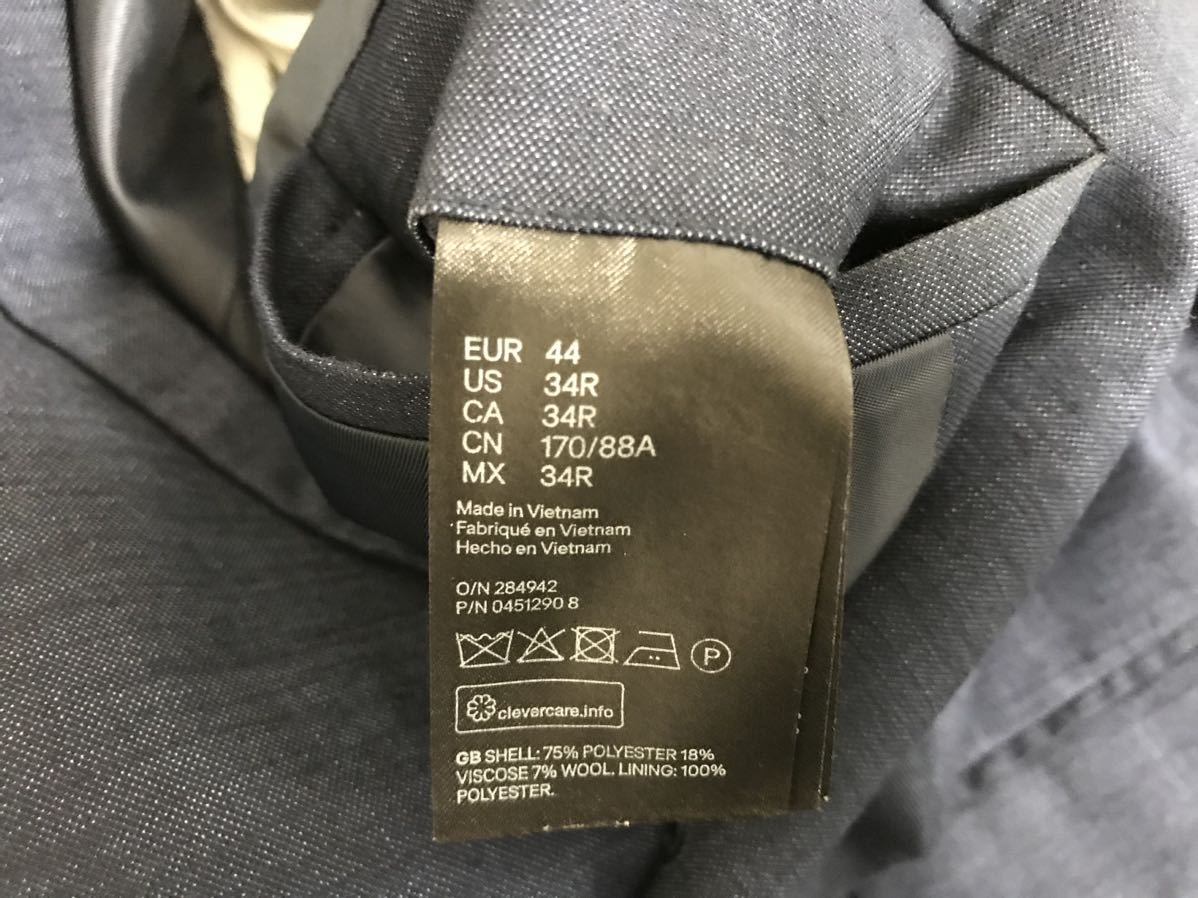 EUR 44
US 34R
CA 34R
CN 170/88A
MX 34R
Made in Vietnam
Fabriqué en Vietnam
Hecho en Vietnam
O/N 284942
P/N 0451290 8
P
clevercare.info
GB SHELL: 75% POLYESTER 18%
VISCOSE 7% WOOL. LINING: 100%
POLYESTER.